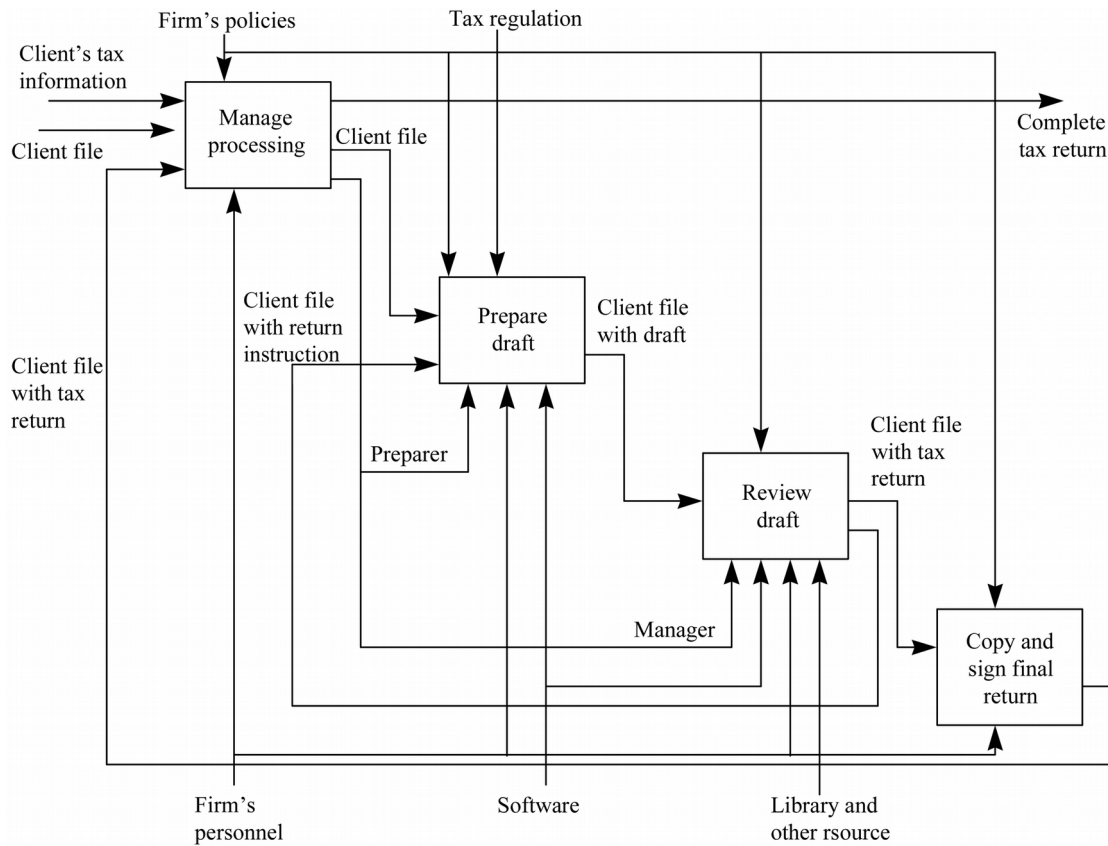 Firm's policies
Tax regulation
Client's tax
information
Manage
processing
Client file
Complete
tax return
Client file
Client file
with return
instruction
Prepare
draft
Client file
with draft
Client file
with tax
return
Preparer
Client file
with tax
return
Review
draft
Manager
Copy and
sign final
return
Firm's
personnel
Software
Library and
other rsource